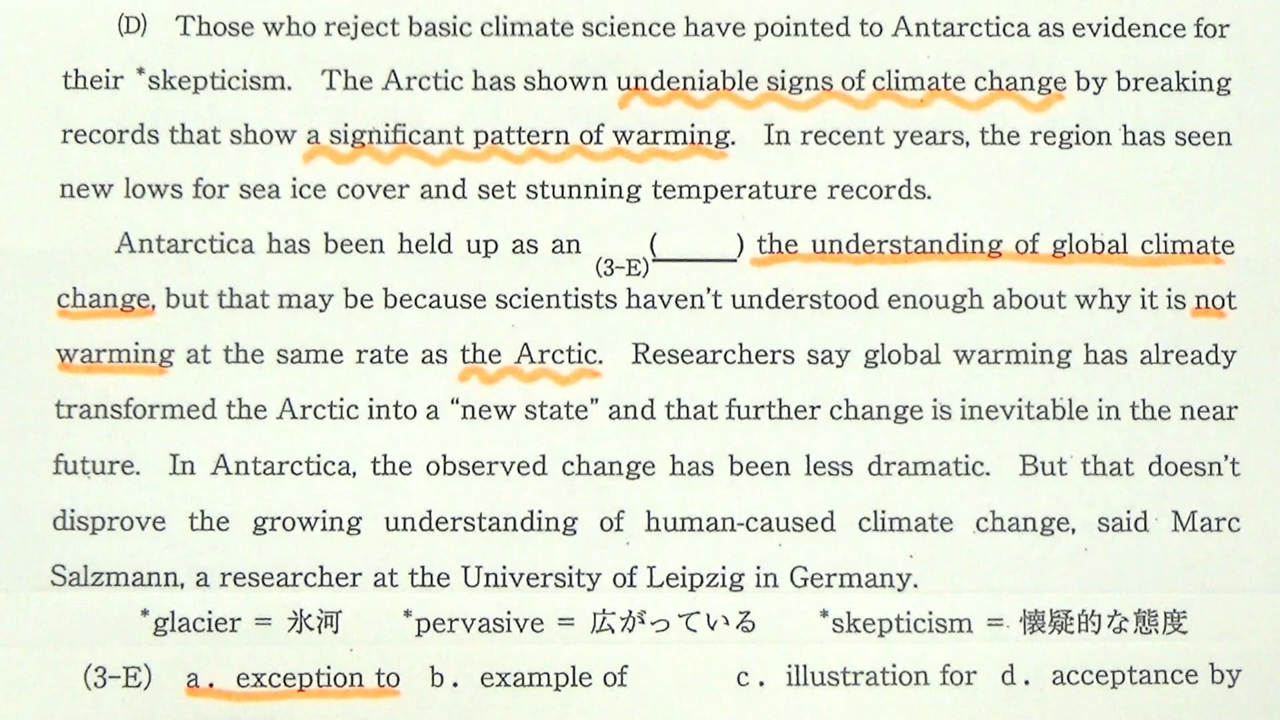 (D) Those who reject basic climate science have pointed to Antarctica as evidence for
their *skepticism. The Arctic has shown undeniable signs of climate change by breaking
records that show a significant pattern of warming. In recent years, the region has seen
new lows for sea ice cover and set stunning temperature records.
Antarctica has been held up as an (3-E)(      ) the understanding of global climate
change, but that may be because scientists haven't understood enough about why it is not
warming at the same rate as the Arctic. Researchers say global warming has already
transformed the Arctic into a “new state” and that further change is inevitable in the near
future. In Antarctica, the observed change has been less dramatic. But that doesn't
disprove the growing understanding of human-caused climate change, said Marc
Salzmann, a researcher at the University of Leipzig in Germany.
*glacier = 氷河 *pervasive = 広がっている *skepticism = 懐疑的な態度
(3-E) a. exception to b. example of c. illustration for d. acceptance by